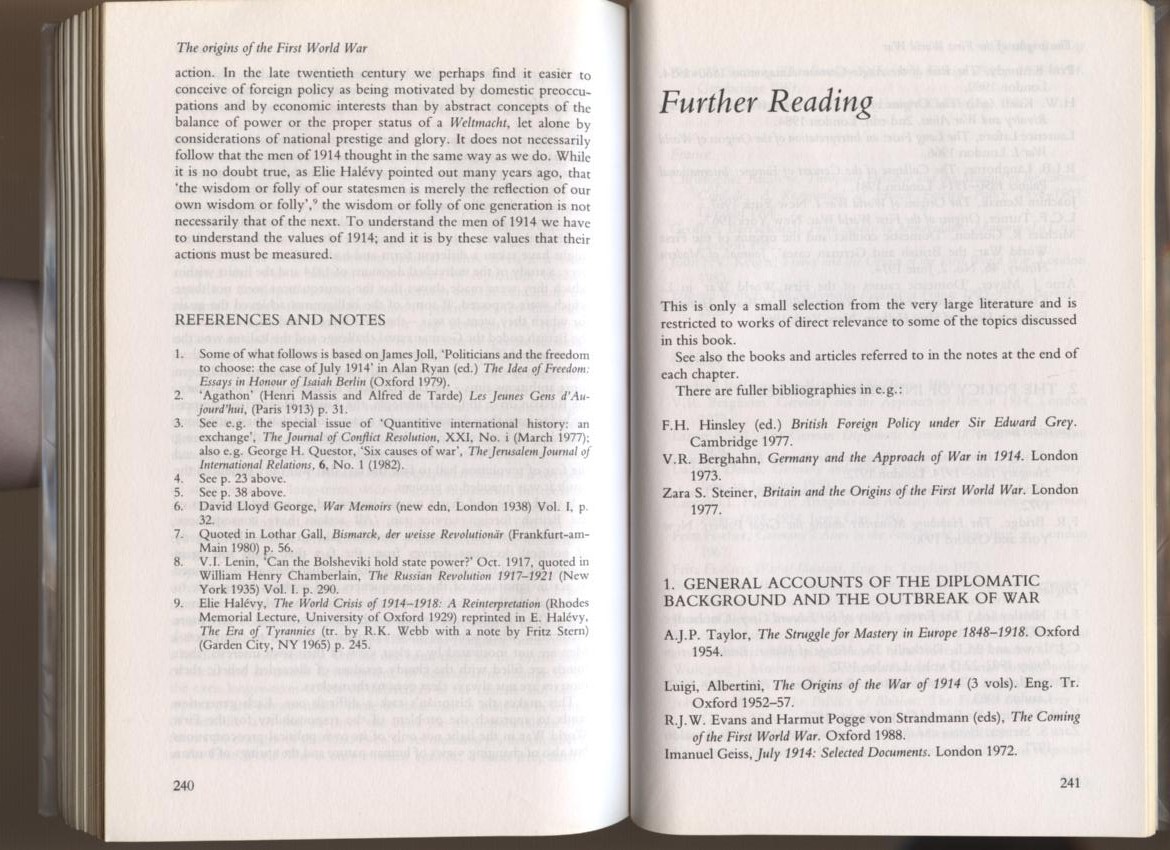 The origins of the First World War
action. In the late twentieth century we perhaps find it easier to
conceive of foreign policy as being motivated by domestic preoccu-
pations and by economic interests than by abstract concepts of the
balance of power or the proper status of a Weltmacht, let alone by
considerations of national prestige and glory. It does not necessarily
follow that the men of 1914 thought in the same way as we do. While
it is no doubt true, as Elie Halévy pointed out many years ago, that
'the wisdom or folly of our statesmen is merely the reflection of our
own wisdom or folly',⁹ the wisdom or folly of one generation is not
necessarily that of the next. To understand the men of 1914 we have
to understand the values of 1914; and it is by these values that their
actions must be measured.
REFERENCES AND NOTES
1. Some of what follows is based on James Joll, 'Politicians and the freedom
to choose: the case of July 1914' in Alan Ryan (ed.) The Idea of Freedom:
Essays in Honour of Isaiah Berlin (Oxford 1979).
2. 'Agathon' (Henri Massis and Alfred de Tarde) Les Jeunes Gens d'Au-
jourd'hui, (Paris 1913) p. 31.
3. See e.g. the special issue of 'Quantitive international history: an
exchange', The Journal of Conflict Resolution, XXI, No. i (March 1977);
also e.g. George H. Questor, 'Six causes of war', The Jerusalem Journal of
International Relations, 6, No. 1 (1982).
4. See p. 23 above.
5. See p. 38 above.
6. David Lloyd George, War Memoirs (new edn, London 1938) Vol. I, p.
32.
7. Quoted in Lothar Gall, Bismarck, der weisse Revolutionär (Frankfurt-am-
Main 1980) p. 56.
8. V.I. Lenin, 'Can the Bolsheviki hold state power?' Oct. 1917, quoted in
William Henry Chamberlain, The Russian Revolution 1917–1921 (New
York 1935) Vol. I. p. 290.
9. Elie Halévy, The World Crisis of 1914–1918: A Reinterpretation (Rhodes
Memorial Lecture, University of Oxford 1929) reprinted in E. Halévy,
The Era of Tyrannies (tr. by R.K. Webb with a note by Fritz Stern)
(Garden City, NY 1965) p. 245.
240
Further Reading
This is only a small selection from the very large literature and is
restricted to works of direct relevance to some of the topics discussed
in this book.
See also the books and articles referred to in the notes at the end of
each chapter.
There are fuller bibliographies in e.g.:
F.H. Hinsley (ed.) British Foreign Policy under Sir Edward Grey.
Cambridge 1977.
V.R. Berghahn, Germany and the Approach of War in 1914. London
1973.
Zara S. Steiner, Britain and the Origins of the First World War. London
1977.
1. GENERAL ACCOUNTS OF THE DIPLOMATIC
BACKGROUND AND THE OUTBREAK OF WAR
A.J.P. Taylor, The Struggle for Mastery in Europe 1848–1918. Oxford
1954.
Luigi, Albertini, The Origins of the War of 1914 (3 vols). Eng. Tr.
Oxford 1952–57.
R.J.W. Evans and Harmut Pogge von Strandmann (eds), The Coming
of the First World War. Oxford 1988.
Imanuel Geiss, July 1914: Selected Documents. London 1972.
241